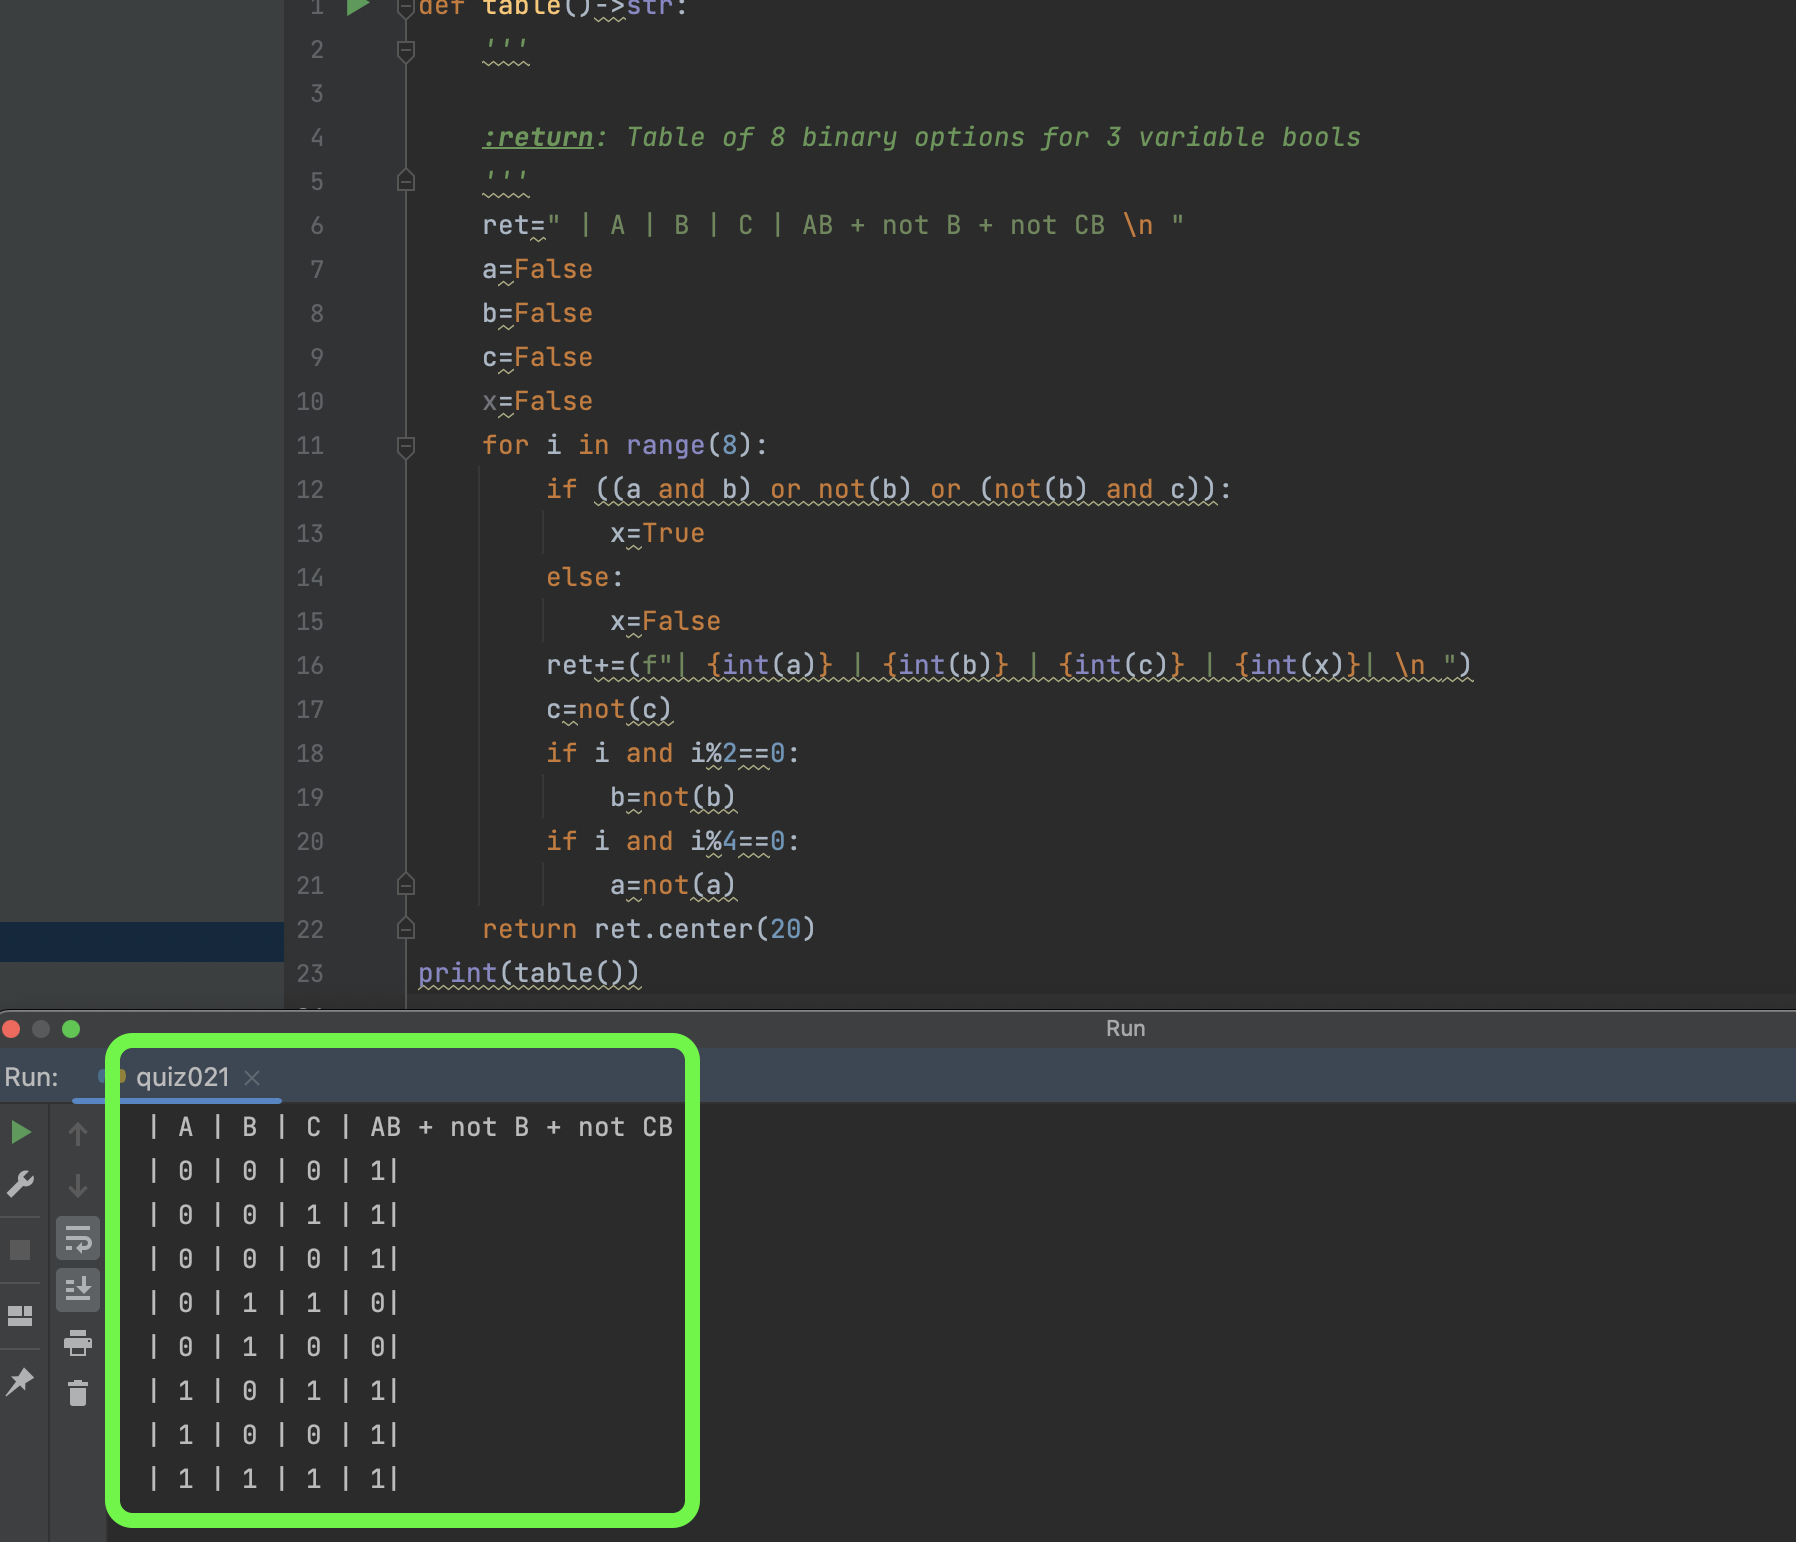 1 def table()->str:
2 '''
3
4 :return: Table of 8 binary options for 3 variable bools
5 '''
6 ret=" | A | B | C | AB + not B + not CB \n "
7 a=False
8 b=False
9 c=False
10 x=False
11 for i in range(8):
12 if ((a and b) or not(b) or (not(b) and c)):
13 x=True
14 else:
15 x=False
16 ret+=(f"| {int(a)} | {int(b)} | {int(c)} | {int(x)}| \n ")
17 c=not(c)
18 if i and i%2==0:
19 b=not(b)
20 if i and i%4==0:
21 a=not(a)
22 return ret.center(20)
23 print(table())
Run
Run: quiz021
| A | B | C | AB + not B + not CB
| 0 | 0 | 0 | 1|
| 0 | 0 | 1 | 1|
| 0 | 0 | 0 | 1|
| 0 | 1 | 1 | 0|
| 0 | 1 | 0 | 0|
| 1 | 0 | 1 | 1|
| 1 | 0 | 0 | 1|
| 1 | 1 | 1 | 1|